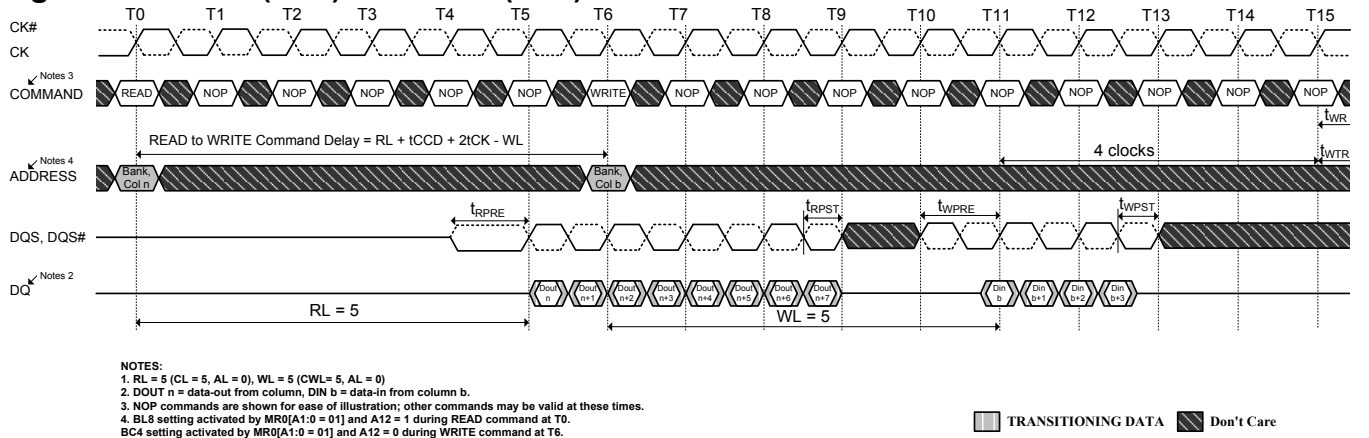 T0 T1 T2 T3 T4 T5 T6 T7 T8 T9 T10 T11 T12 T13 T14 T15
CK#
CK
Notes 3
COMMAND READ NOP NOP NOP NOP NOP WRITE NOP NOP NOP NOP NOP NOP NOP NOP NOP
tWR
READ to WRITE Command Delay = RL + tCCD + 2tCK - WL
4 clocks tWTR
Notes 4
ADDRESS Bank, Col n Bank, Col b
tRPRE tRPST tWPRE tWPST
DQS, DQS#
Notes 2
DQ Dout n Dout n+1 Dout n+2 Dout n+3 Dout n+4 Dout n+5 Dout n+6 Dout n+7 Din b Din b+1 Din b+2 Din b+3
RL = 5 WL = 5
NOTES:
1. RL = 5 (CL = 5, AL = 0), WL = 5 (CWL= 5, AL = 0)
2. DOUT n = data-out from column, DIN b = data-in from column b.
3. NOP commands are shown for ease of illustration; other commands may be valid at these times.
4. BL8 setting activated by MR0[A1:0 = 01] and A12 = 1 during READ command at T0.
BC4 setting activated by MR0[A1:0 = 01] and A12 = 0 during WRITE command at T6.
TRANSITIONING DATA Don't Care